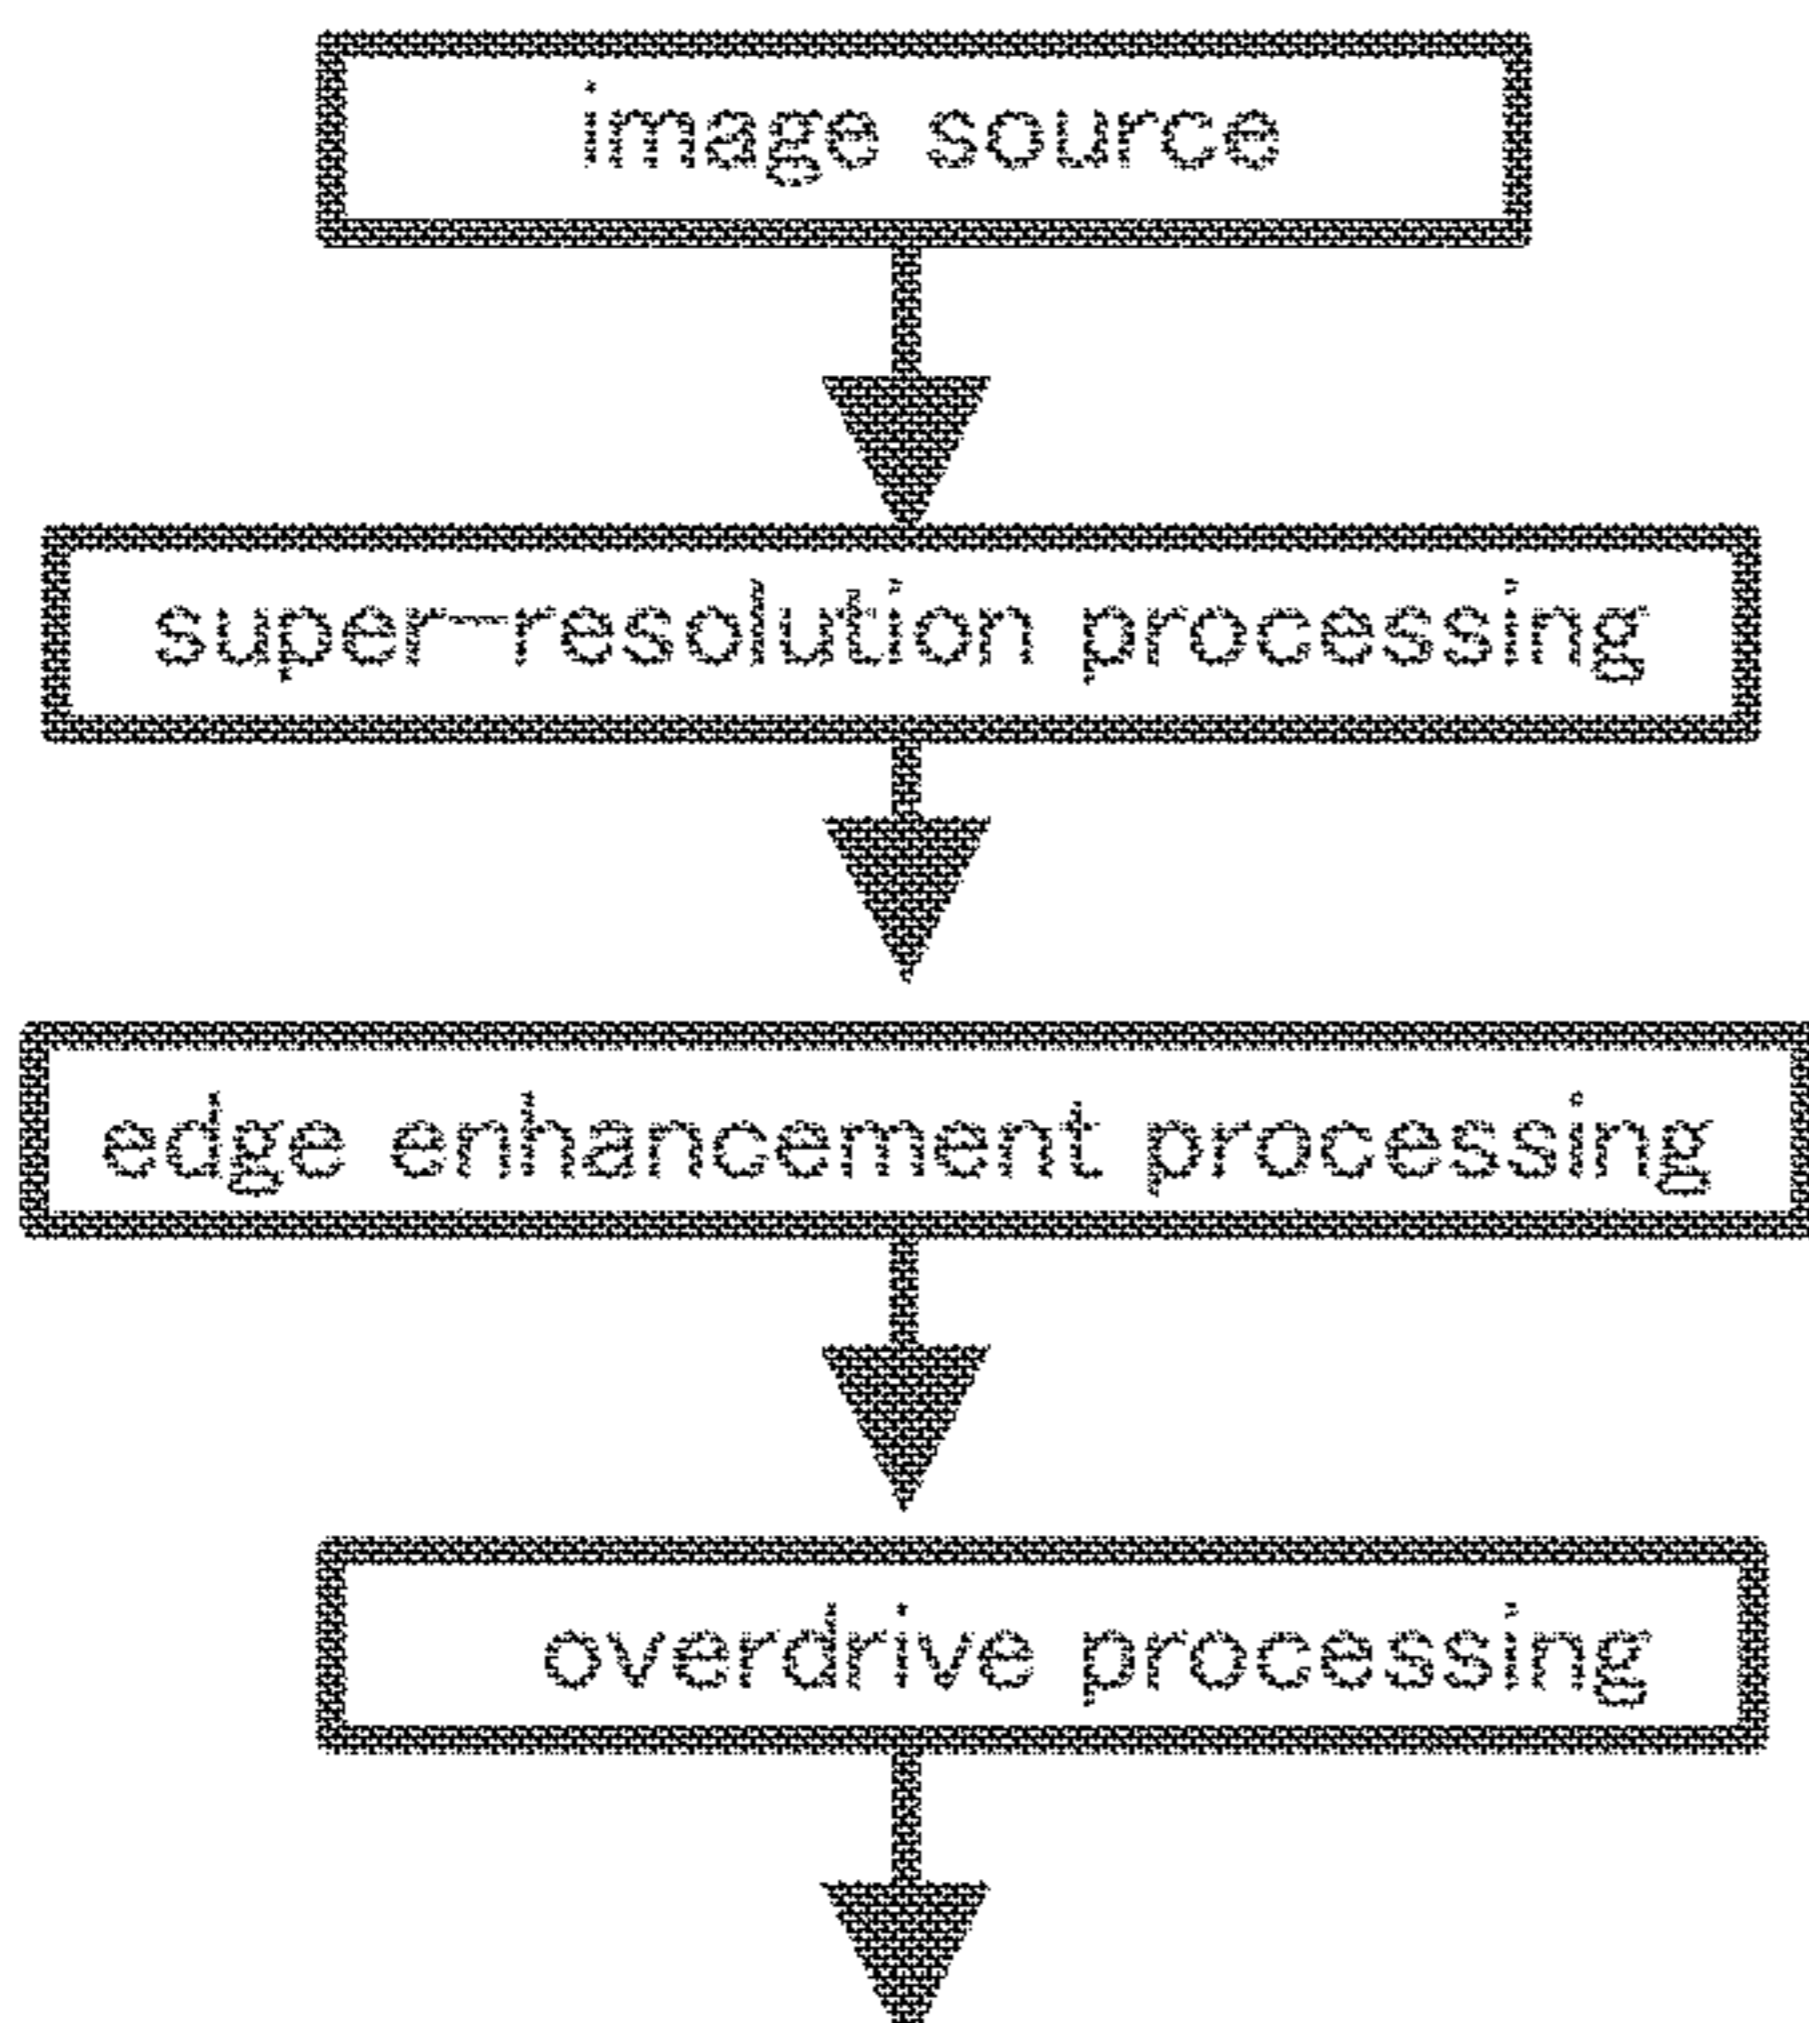 image source
super-resolution processing
edge enhancement processing
overdrive processing